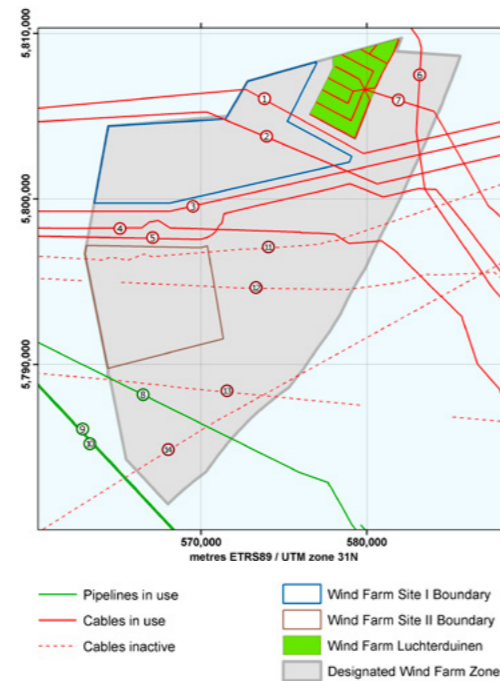 5,810,000
1
2
3
4
5
6
7
11
12
5,800,000
5,790,000
8
9
10
13
14
570,000
580,000
metres ETRS89 / UTM zone 31N
Pipelines in use
Cables in use
Cables inactive
Wind Farm Site I Boundary
Wind Farm Site II Boundary
Wind Farm Luchterduinen
Designated Wind Farm Zone